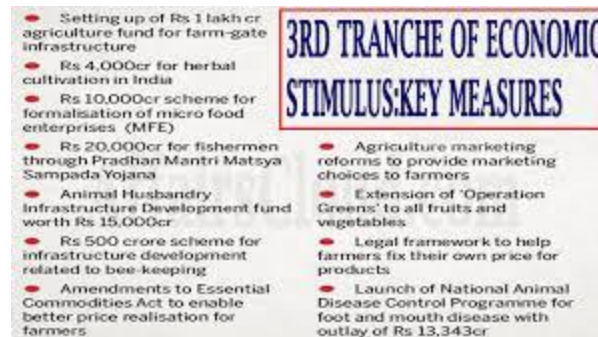 3RD TRANCHE OF ECONOMIC
STIMULUS:KEY MEASURES
Setting up of Rs 1 lakh cr
agriculture fund for farm-gate
infrastructure
Rs 4,000cr for herbal
cultivation in India
Rs 10,000cr scheme for
formalisation of micro food
enterprises (MFE)
Rs 20,000cr for fishermen
through Pradhan Mantri Matsya
Sampada Yojana
Animal Husbandry
Infrastructure Development fund
worth Rs 15,000cr
Rs 500 crore scheme for
infrastructure development
related to bee-keeping
Amendments to Essential
Commodities Act to enable
better price realisation for
farmers
Agriculture marketing
reforms to provide marketing
choices to farmers
Extension of 'Operation
Greens' to all fruits and
vegetables
Legal framework to help
farmers fix their own price for
products
Launch of National Animal
Disease Control Programme for
foot and mouth disease with
outlay of Rs 13,343cr